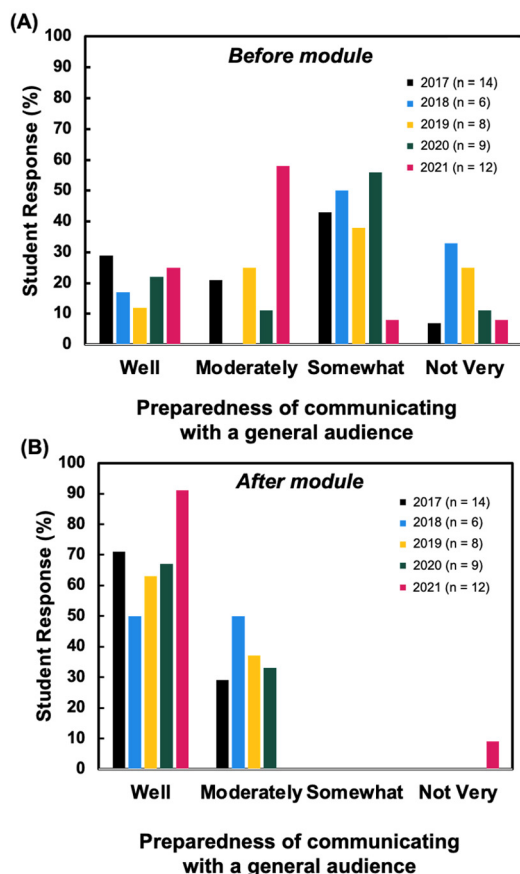 (A)
100
90
80
70
60
50
40
30
20
10
0
Student Response (%)
Before module
2017 (n = 14)
2018 (n = 6)
2019 (n = 8)
2020 (n = 9)
2021 (n = 12)
Well Moderately Somewhat Not Very
Preparedness of communicating
with a general audience
(B)
100
90
80
70
60
50
40
30
20
10
0
Student Response (%)
After module
2017 (n = 14)
2018 (n = 6)
2019 (n = 8)
2020 (n = 9)
2021 (n = 12)
Well Moderately Somewhat Not Very
Preparedness of communicating
with a general audience